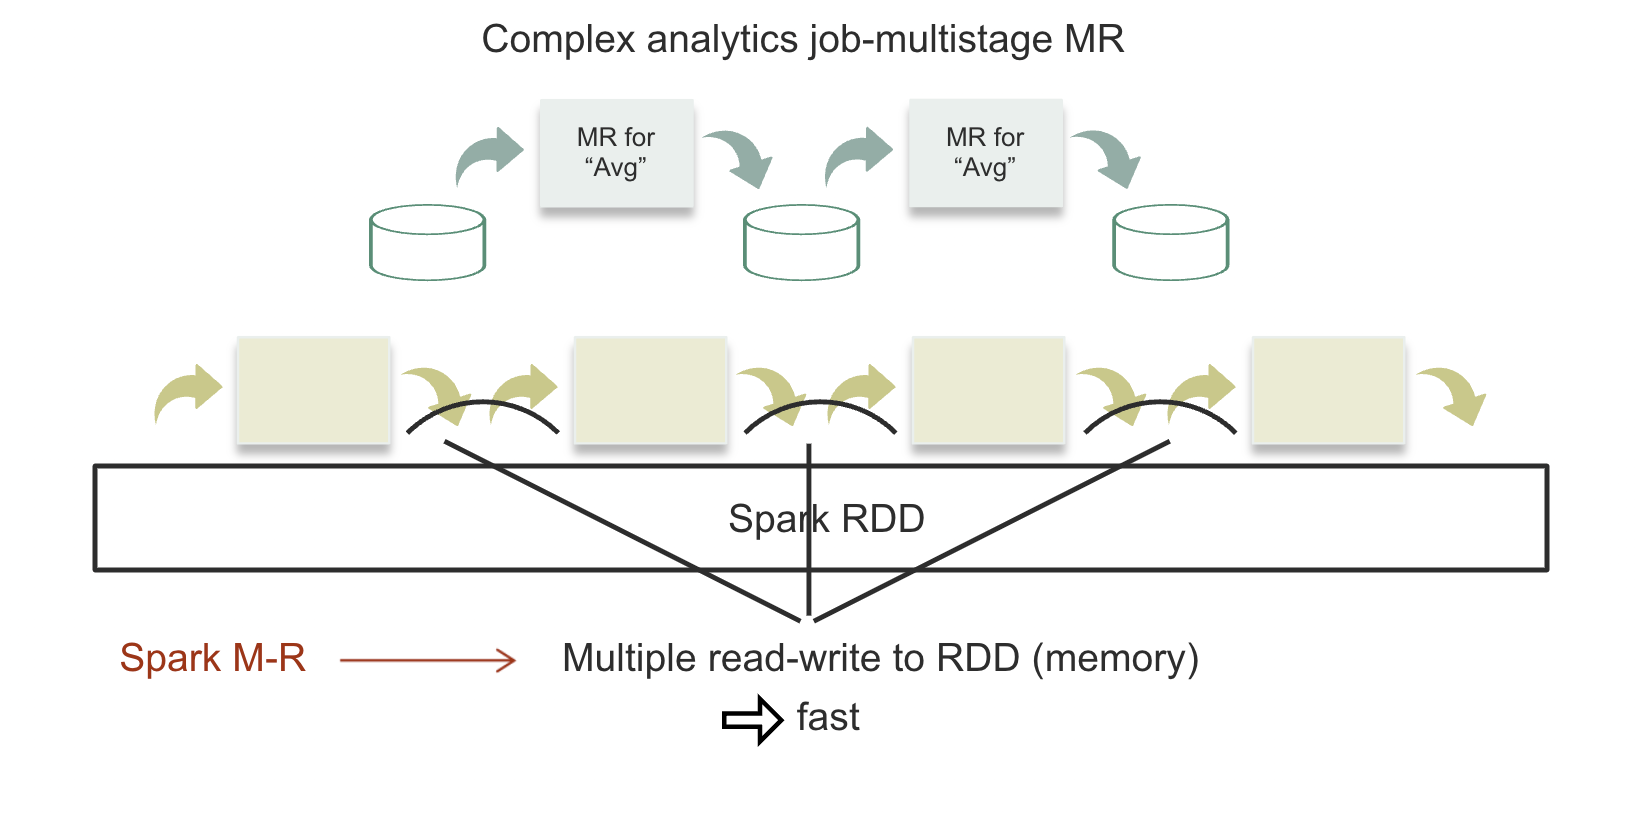 Complex analytics job-multistage MR
MR for
“Avg”
MR for
“Avg”
Spark RDD
Spark M-R
Multiple read-write to RDD (memory)
fast